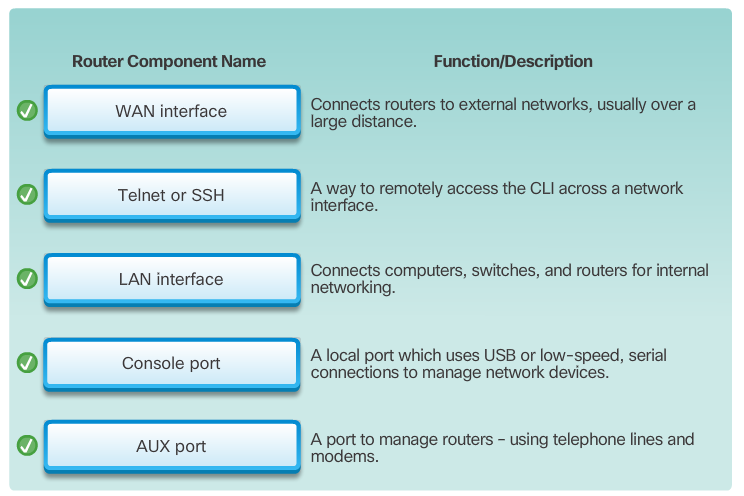 Router Component Name
Function/Description
WAN interface
Connects routers to external networks, usually over a
large distance.
Telnet or SSH
A way to remotely access the CLI across a network
interface.
LAN interface
Connects computers, switches, and routers for internal
networking.
Console port
A local port which uses USB or low-speed, serial
connections to manage network devices.
AUX port
A port to manage routers – using telephone lines and
modems.